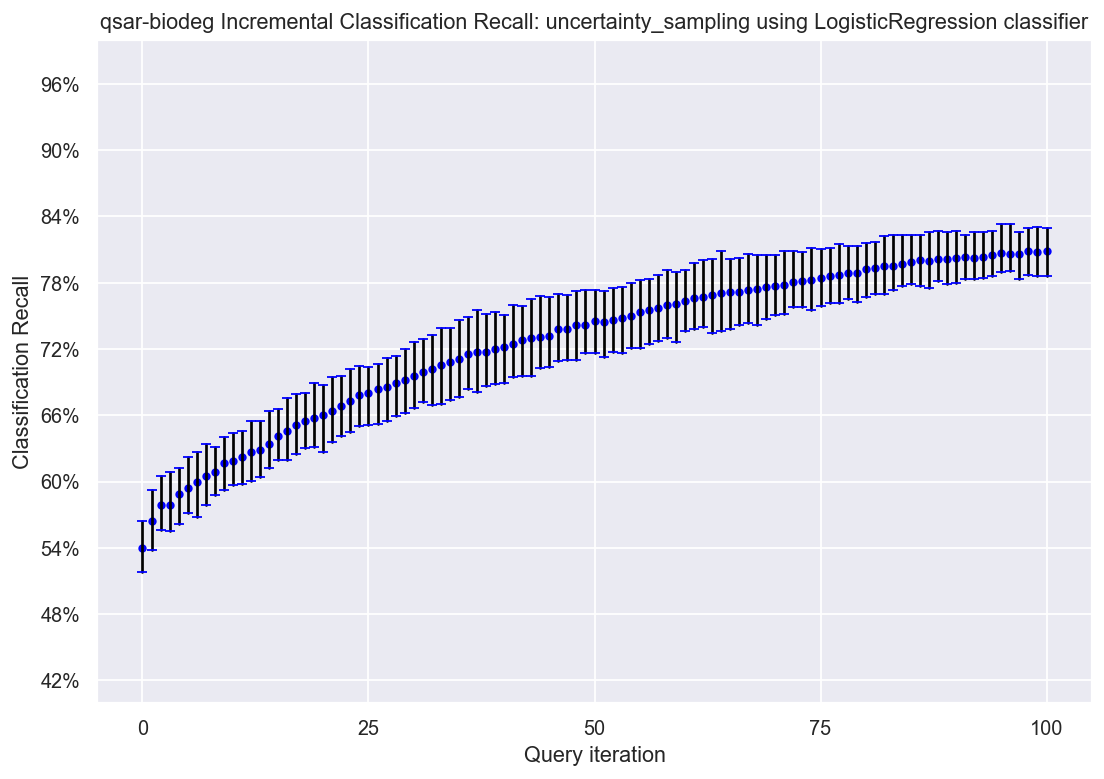 qsar-biodeg Incremental Classification Recall: uncertainty_sampling using LogisticRegression classifier
96%
90%
84%
78%
72%
66%
60%
54%
48%
42%
Classification Recall
0 25 50 75 100
Query iteration